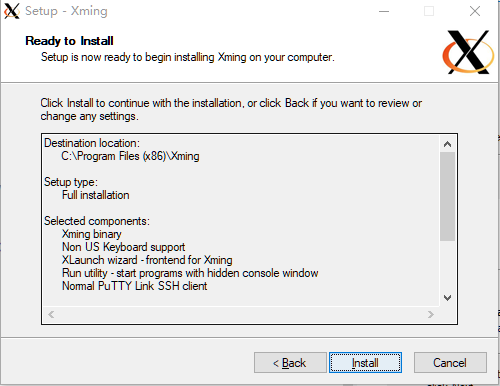 Setup - Xming
Ready to Install
Setup is now ready to begin installing Xming on your computer.
Click Install to continue with the installation, or click Back if you want to review or
change any settings.
Destination location:
C:\Program Files (x86)\Xming
Setup type:
Full installation
Selected components:
Xming binary
Non US Keyboard support
XLaunch wizard - frontend for Xming
Run utility - start programs with hidden console window
Normal PuTTY Link SSH client
< Back
Install
Cancel